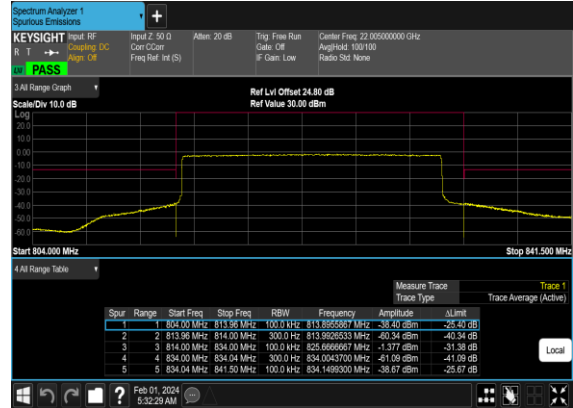 Spectrum Analyzer 1
Spurious Emissions
KEYSIGHT Input: RF Input Z: 50 Ω Atten: 20 dB Trig: Free Run Center Freq: 22.005000000 GHz
R T Coupling: DC Corr CCorr Gate: Off Avg|Hold: 100/100
Align: Off Freq Ref: Int (S) IF Gain: Low Radio Std: None
PASS
3 All Range Graph
Ref Lvl Offset 24.80 dB
Scale/Div 10.0 dB Ref Value 30.00 dBm
Log
20.0
10.0
0.00
-10.0
-20.0
-30.0
-40.0
-50.0
-60.0
Start 804.000 MHz Stop 841.500 MHz
4 All Range Table
Measure Trace Trace 1
Trace Type Trace Average (Active)
Spur Range Start Freq Stop Freq RBW Frequency Amplitude ΔLimit
1 1 804.00 MHz 813.96 MHz 100.0 kHz 813.8955867 MHz -38.40 dBm -25.40 dB
2 2 813.96 MHz 814.00 MHz 300.0 Hz 813.9926533 MHz -60.34 dBm -40.34 dB
3 3 814.00 MHz 834.00 MHz 100.0 kHz 825.6666667 MHz -1.377 dBm -31.38 dB
4 4 834.00 MHz 834.04 MHz 300.0 Hz 834.0043700 MHz -61.09 dBm -41.09 dB
5 5 834.04 MHz 841.50 MHz 100.0 kHz 834.1499300 MHz -38.67 dBm -25.67 dB
Local
Feb 01, 2024
5:32:29 AM